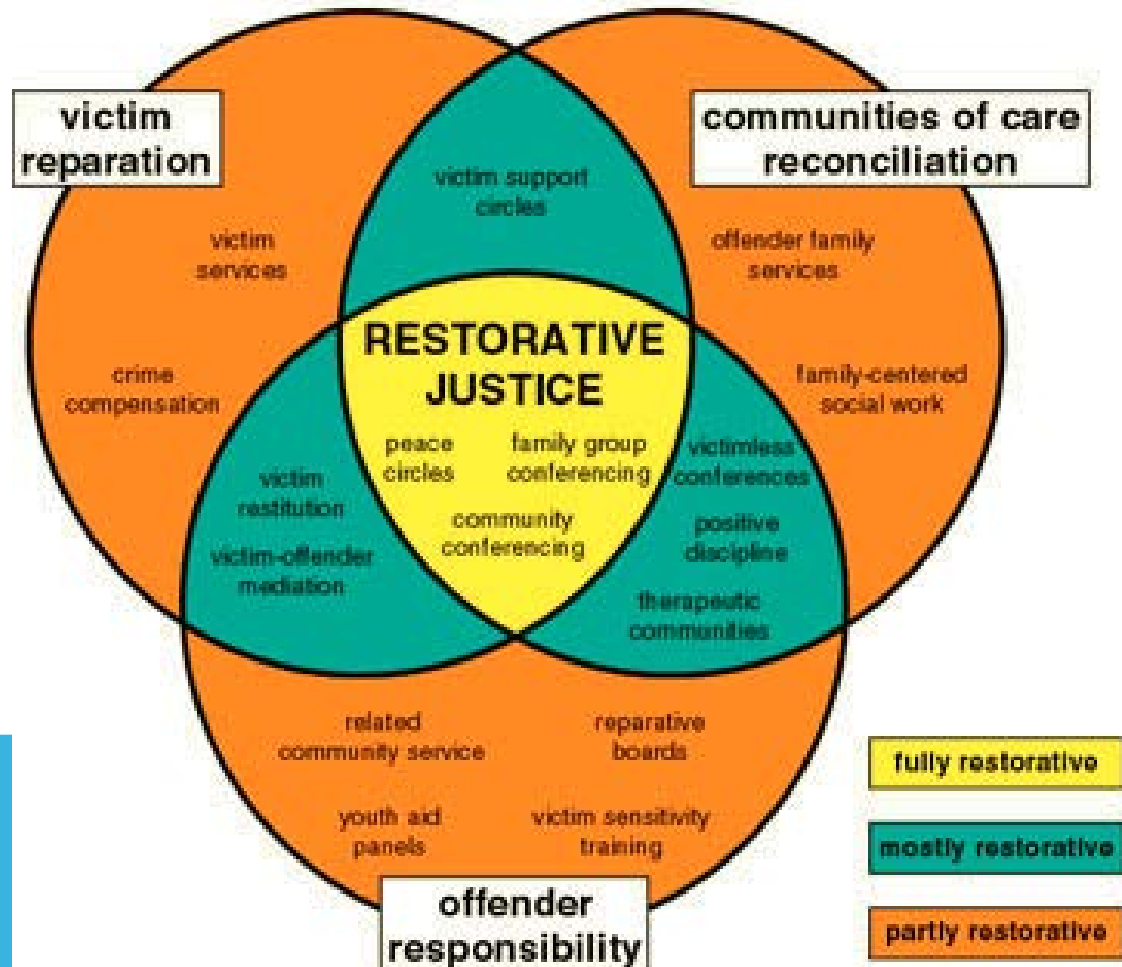 victim
reparation
communities of care
reconciliation
victim support
circles
victim
services
offender family
services
RESTORATIVE
JUSTICE
crime
compensation
family-centered
social work
peace
circles
family group
conferencing
victimless
conferences
victim
restitution
community
conferencing
positive
discipline
victim-offender
mediation
therapeutic
communities
related
community service
reparative
boards
youth aid
panels
victim sensitivity
training
offender
responsibility
fully restorative
mostly restorative
partly restorative